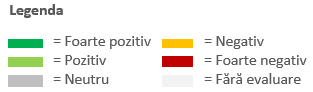 Legenda
= Foarte pozitiv
= Negativ
= Pozitiv
= Foarte negativ
= Neutru
= Fără evaluare